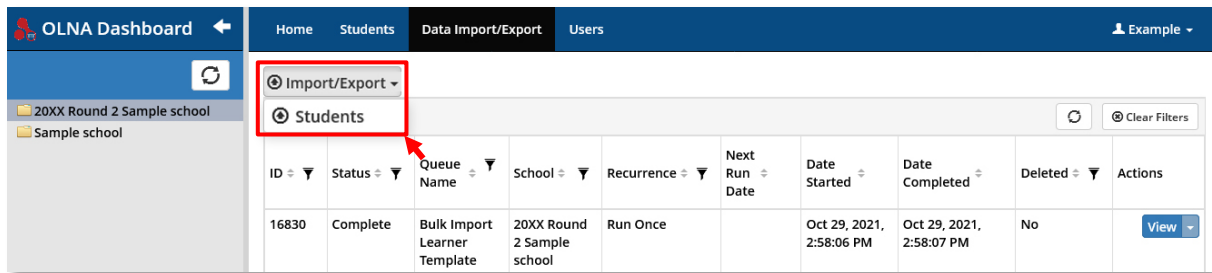 OLNA Dashboard
Home Students Data Import/Export Users Example
Import/Export
Students
Clear Filters
20XX Round 2 Sample school
Sample school
ID Status Queue Name School Recurrence Next Run Date Date Started Date Completed Deleted Actions
16830 Complete Bulk Import Learner Template 20XX Round 2 Sample school Run Once Oct 29, 2021, 2:58:06 PM Oct 29, 2021, 2:58:07 PM No View